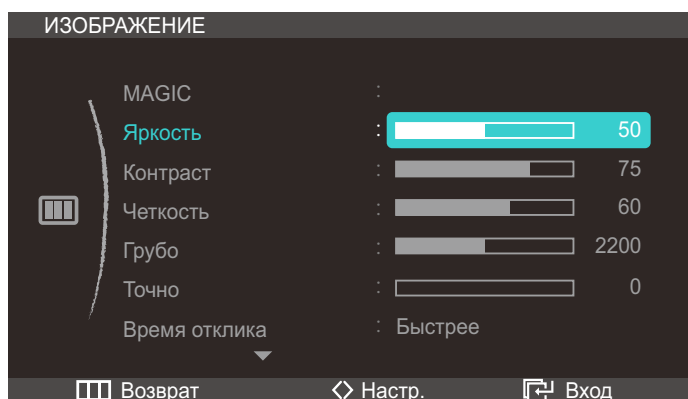 ИЗОБРАЖЕНИЕ
MAGIC :
Яркость : 50
Контраст : 75
Четкость : 60
Грубо : 2200
Точно : 0
Время отклика : Быстрее
Возврат Настр. Вход